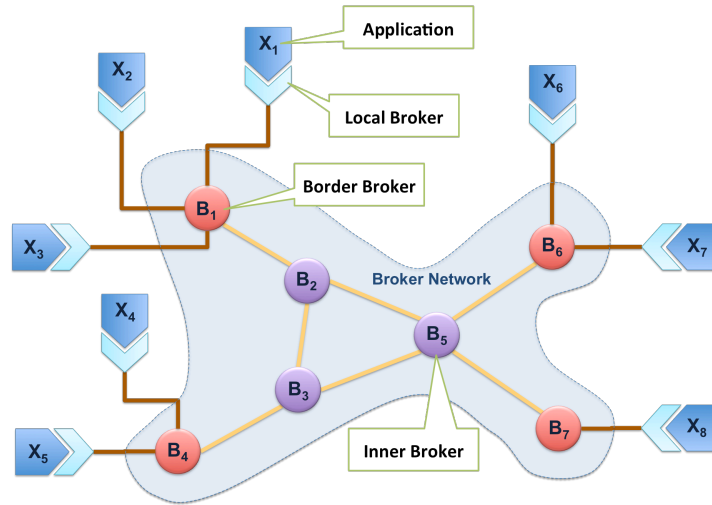 Application
X1
X2
X6
Local Broker
Border Broker
B1
X3
B6
X7
B2
Broker Network
X4
B5
B3
B7
X8
B4
X5
Inner Broker